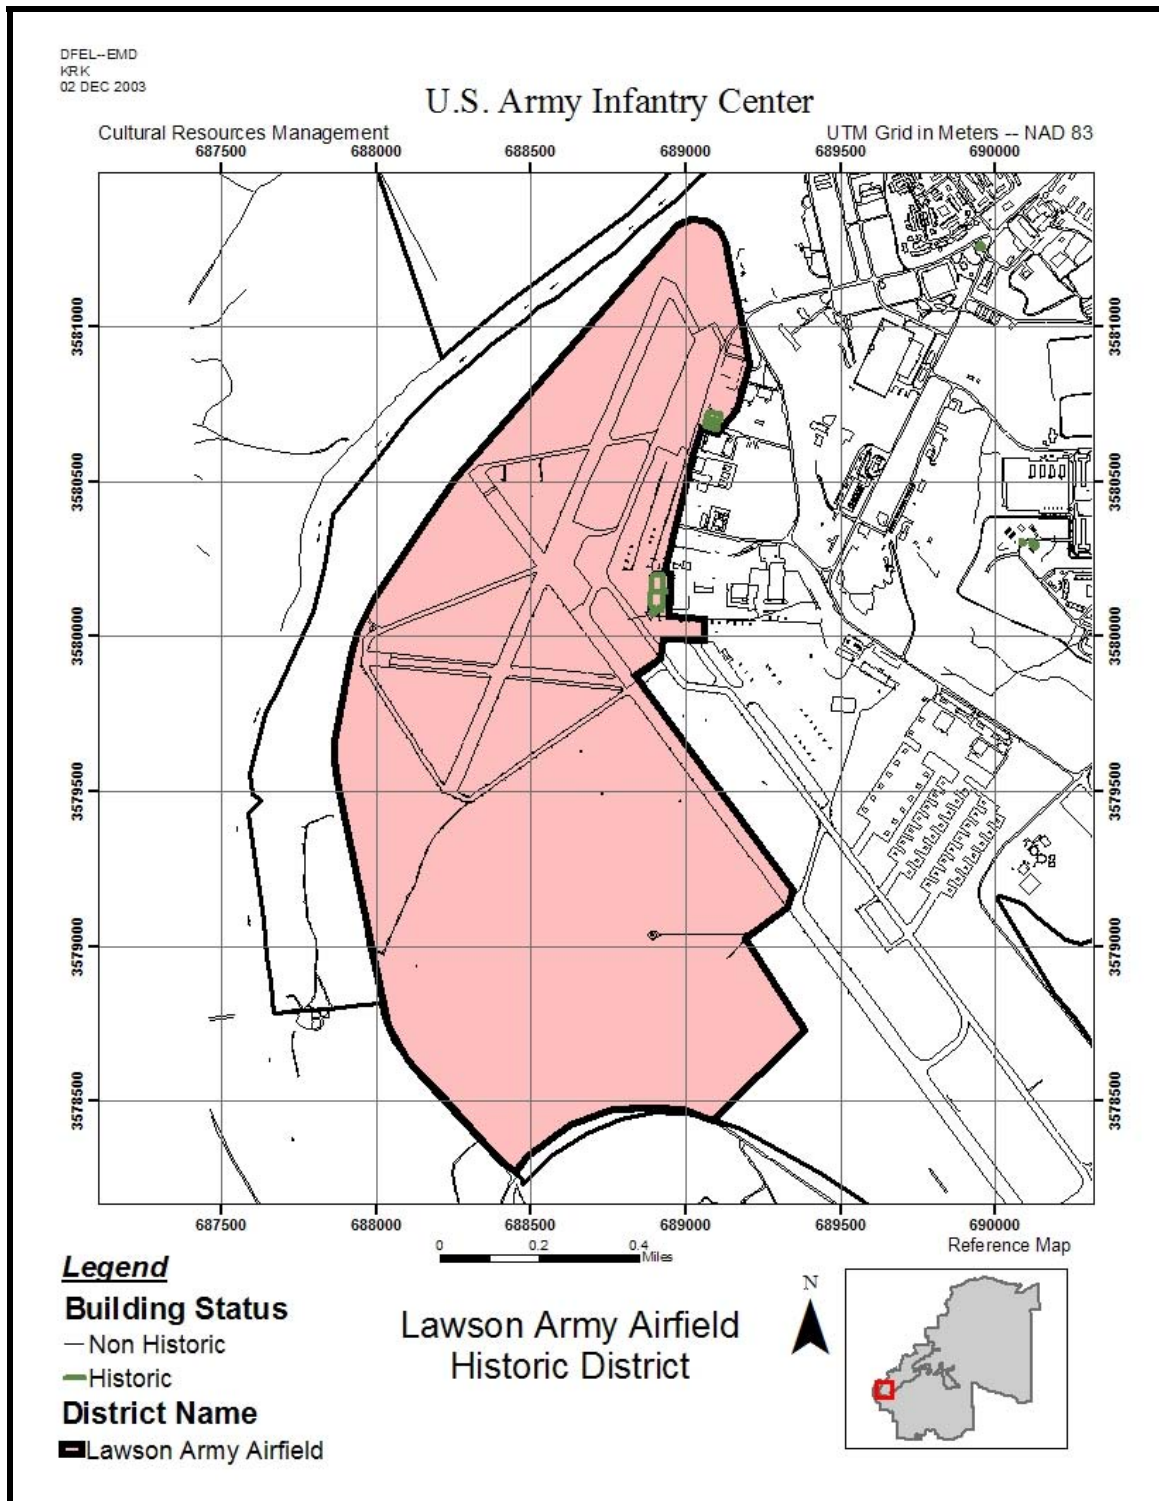 DFEL--EMD
KRK
02 DEC 2003
U.S. Army Infantry Center
Cultural Resources Management
UTM Grid in Meters -- NAD 83
687500 688000 688500 689000 689500 690000
3581000 3581000
3580500 3580500
3580000 3580000
3579500 3579500
3579000 3579000
3578500 3578500
687500 688000 688500 689000 689500 690000
0 0.2 0.4
Miles
Reference Map
Legend
Building Status
Non Historic
Historic
District Name
Lawson Army Airfield
Lawson Army Airfield
Historic District
N